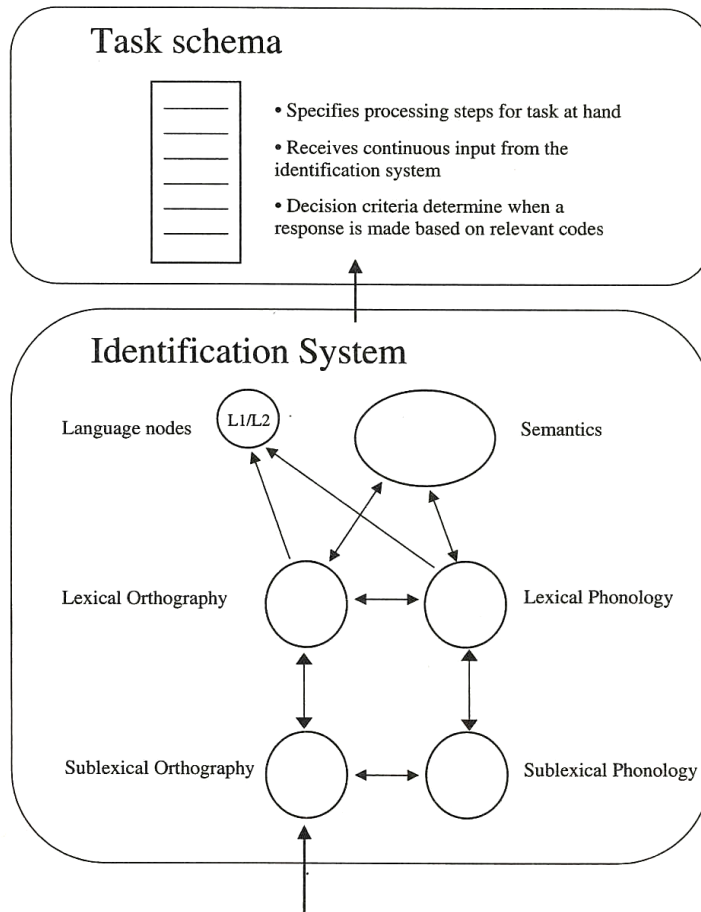 Task schema
• Specifies processing steps for task at hand
• Receives continuous input from the
identification system
• Decision criteria determine when a
response is made based on relevant codes
Identification System
Language nodes
L1/L2
Semantics
Lexical Orthography
Lexical Phonology
Sublexical Orthography
Sublexical Phonology